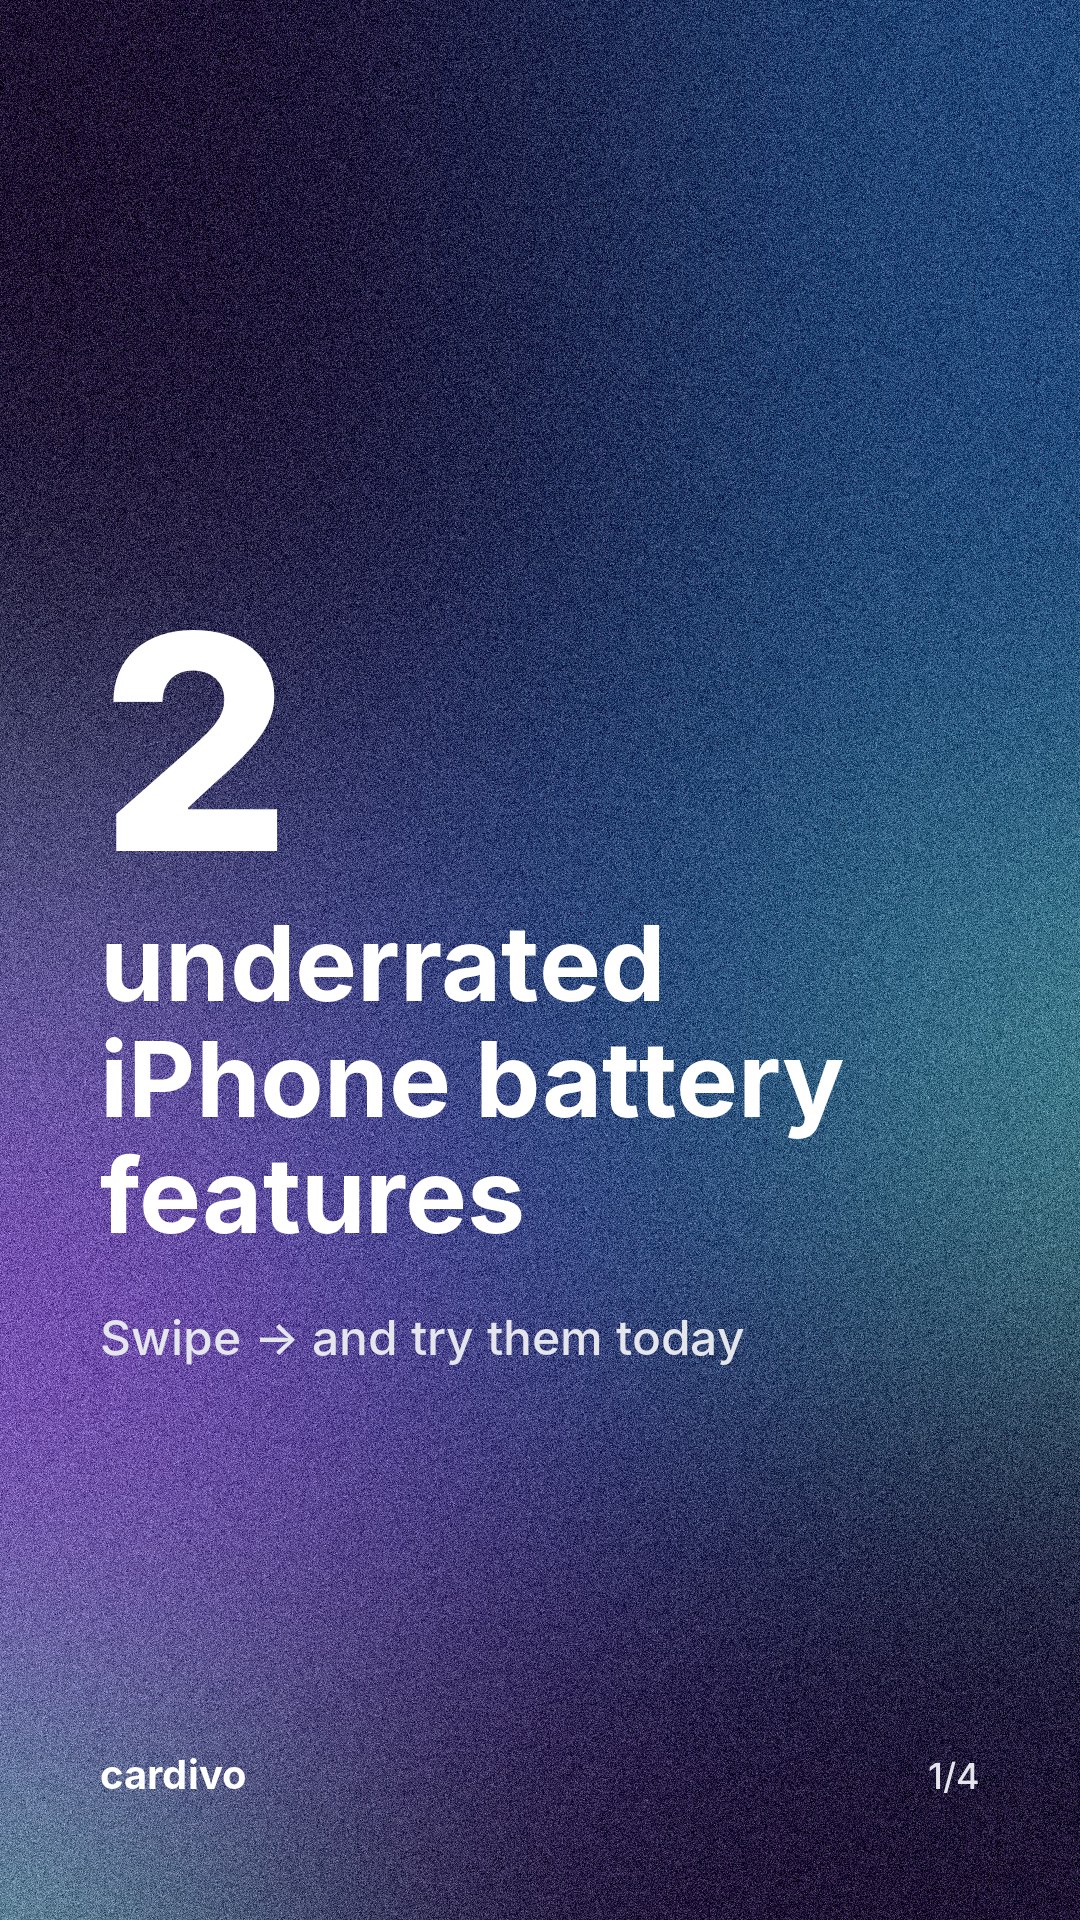 2
underrated
iPhone battery
features
Swipe → and try them today
cardivo
1/4